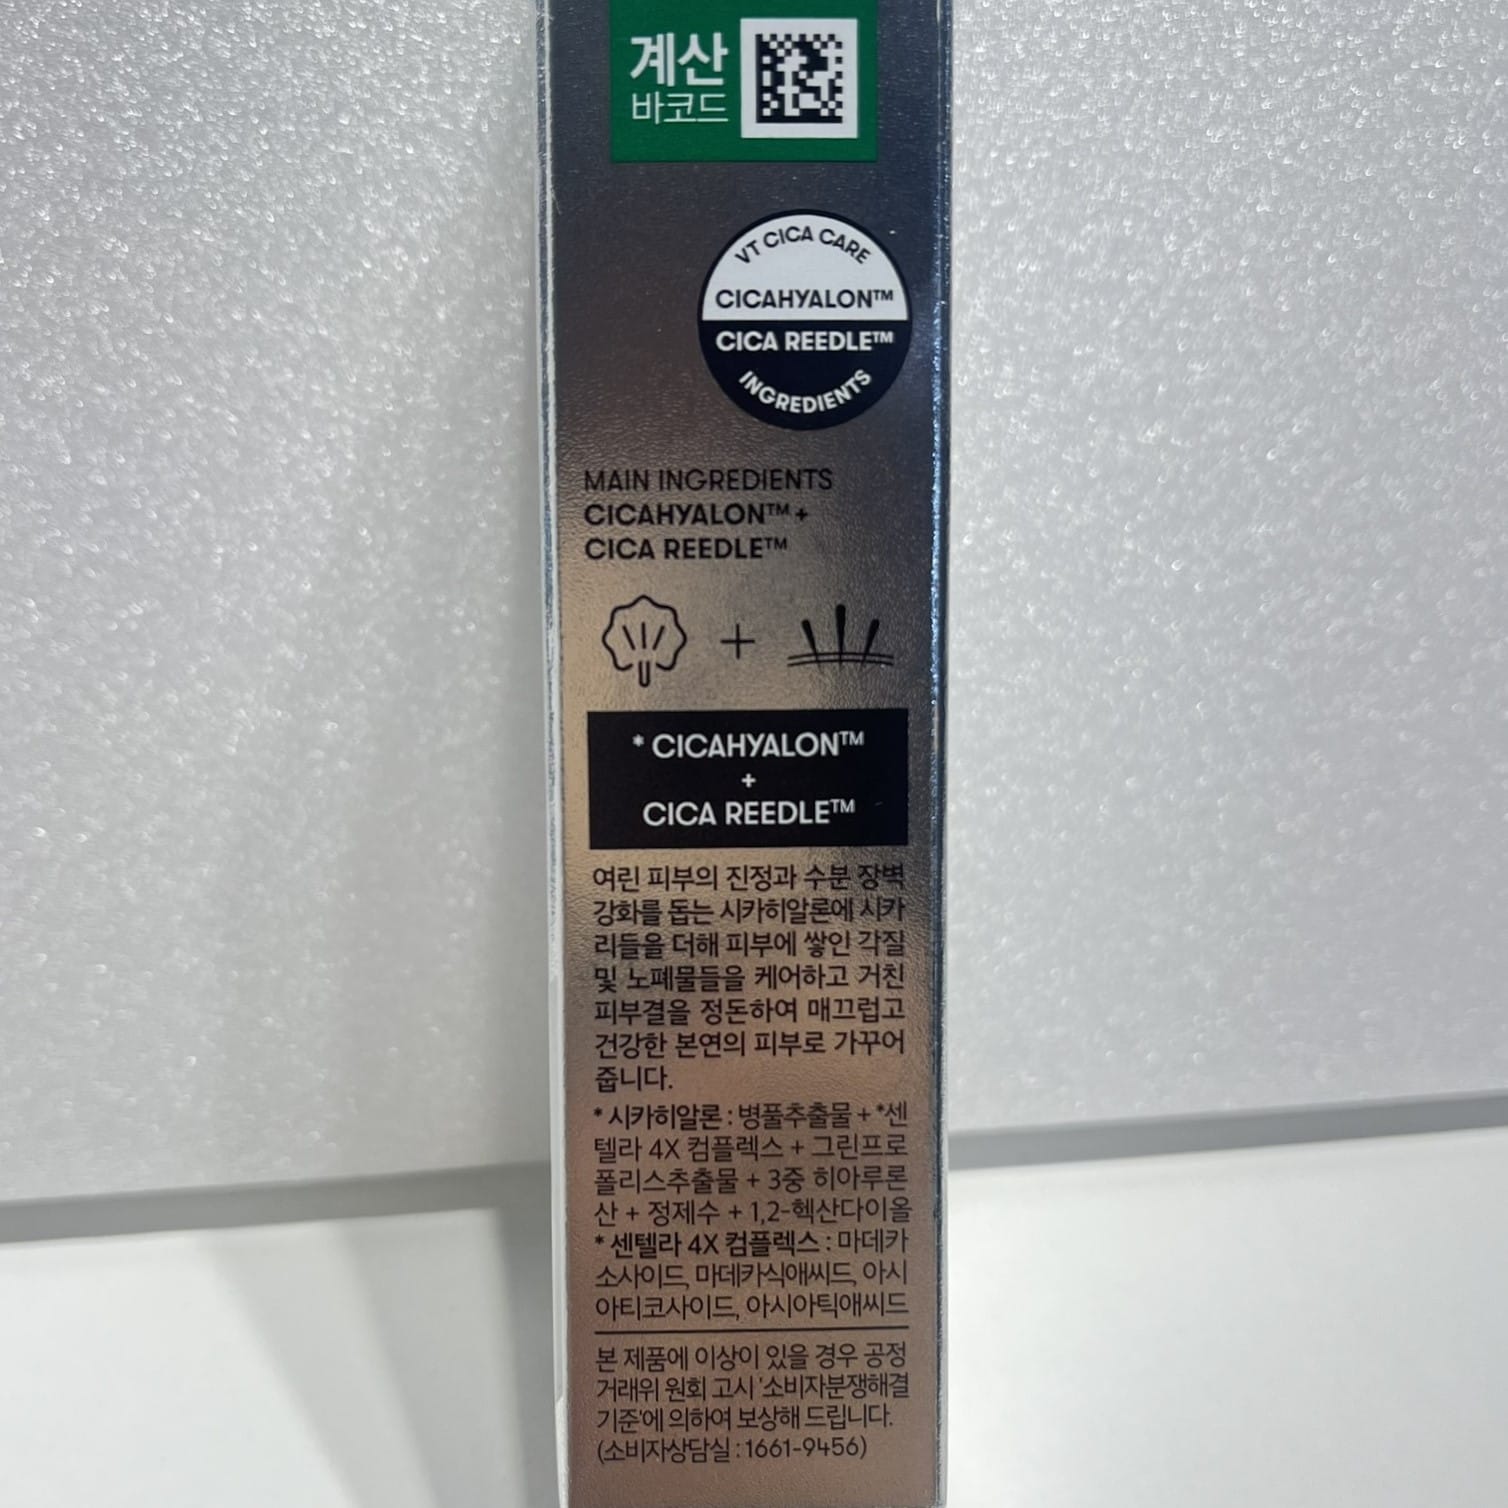 계산
바코드
VT CICA CARE
CICAHYALON™
CICA REEDLE™
INGREDIENTS
MAIN INGREDIENTS
CICAHYALON™ +
CICA REEDLE™
+
* CICAHYALON™
+
CICA REEDLE™
여린 피부의 진정과 수분 장벽
강화를 돕는 시카히알론에 시카
리들을 더해 피부에 쌓인 각질
및 노폐물들을 케어하고 거친
피부결을 정돈하여 매끄럽고
건강한 본연의 피부로 가꾸어
줍니다.
* 시카히알론 : 병풀추출물 + *센
텔라 4X 컴플렉스 + 그린프로
폴리스추출물 + 3중 히아루론
산 + 정제수 + 1,2-헥산다이올
* 센텔라 4X 컴플렉스 : 마데카
소사이드, 마데카식애씨드, 아시
아티코사이드, 아시아틱애씨드
본 제품에 이상이 있을 경우 공정
거래위 원회 고시 '소비자분쟁해결
기준'에 의하여 보상해 드립니다.
(소비자상담실 : 1661-9456)